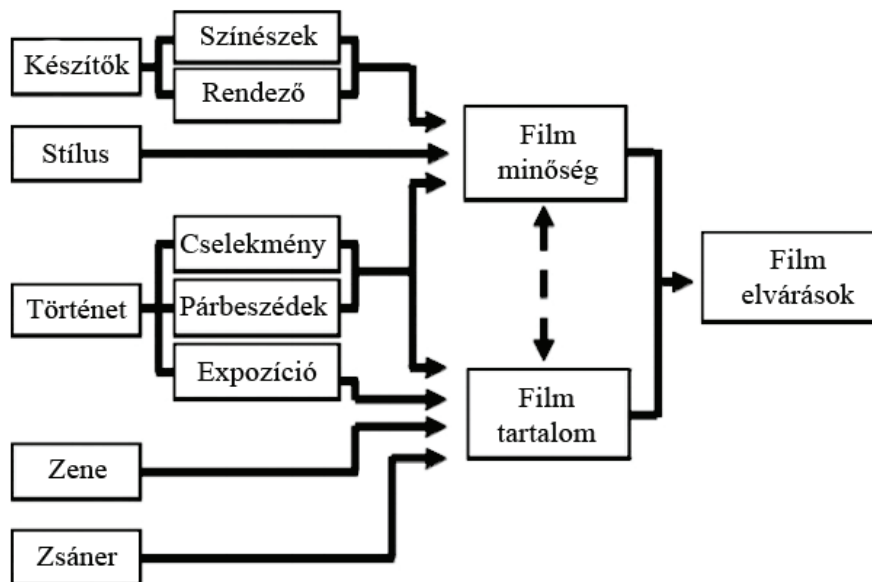 Készítők
Színészek
Rendező
Stílus
Történet
Cselekmény
Párbeszédek
Expozíció
Zene
Zsáner
Film
minőség
Film
tartalom
Film
elvárások